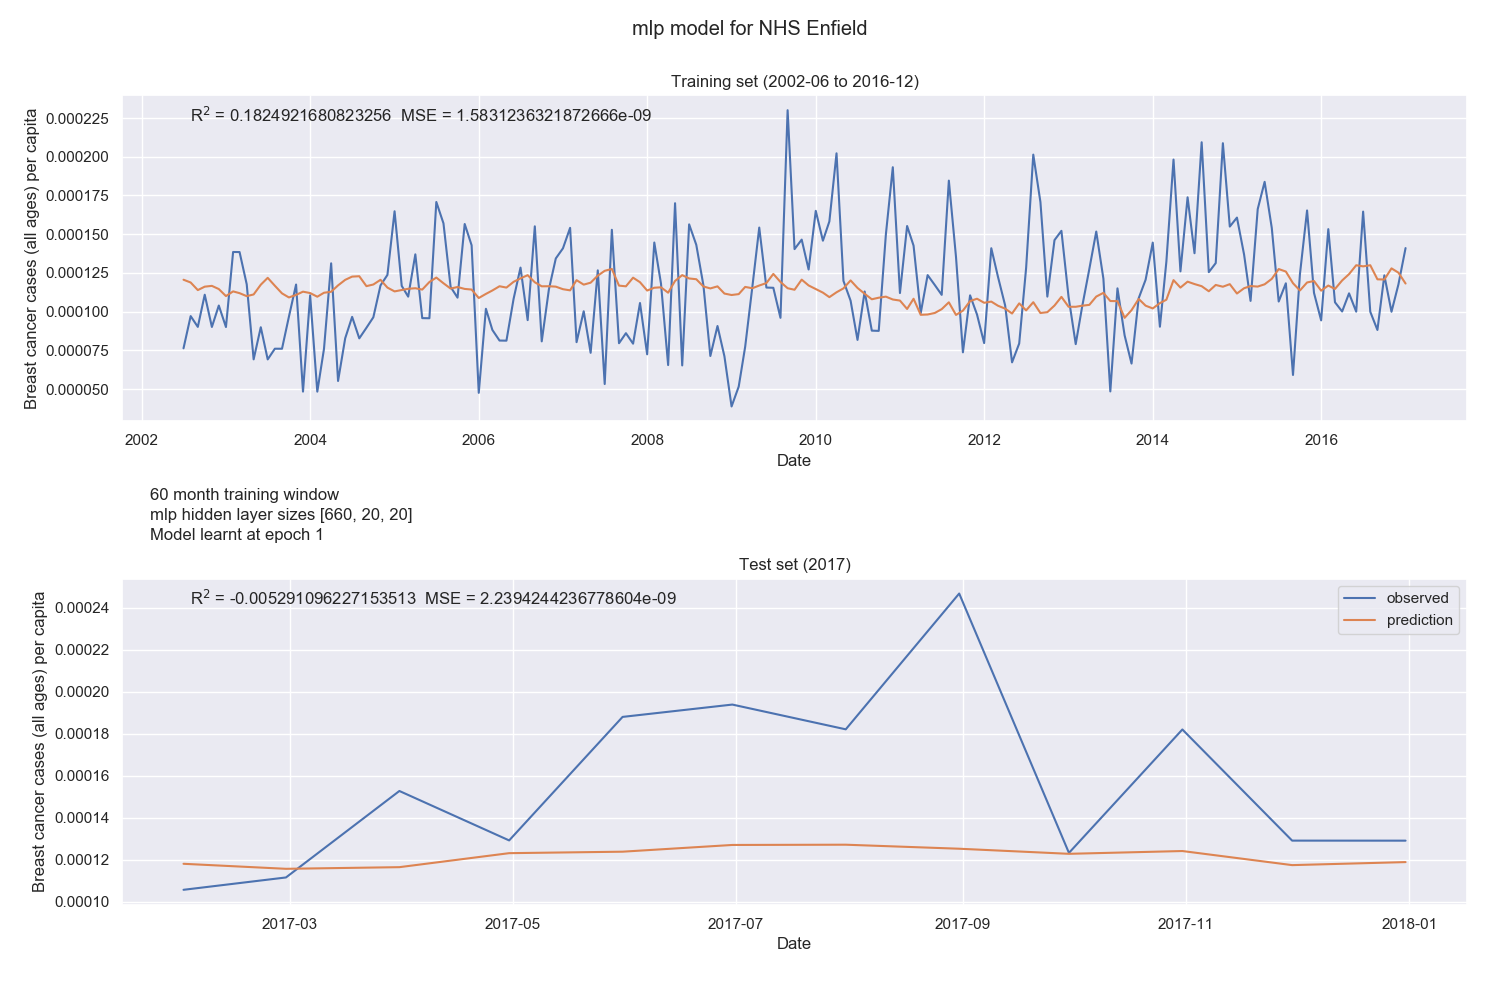 mlp model for NHS Enfield
Training set (2002-06 to 2016-12)
R² = 0.1824921680823256 MSE = 1.5831236321872666e-09
Breast cancer cases (all ages) per capita
0.000225
0.000200
0.000175
0.000150
0.000125
0.000100
0.000075
0.000050
2002 2004 2006 2008 2010 2012 2014 2016
Date
60 month training window
mlp hidden layer sizes [660, 20, 20]
Model learnt at epoch 1
Test set (2017)
R² = -0.005291096227153513 MSE = 2.2394244236778604e-09
observed
prediction
Breast cancer cases (all ages) per capita
0.00024
0.00022
0.00020
0.00018
0.00016
0.00014
0.00012
0.00010
2017-03 2017-05 2017-07 2017-09 2017-11 2018-01
Date